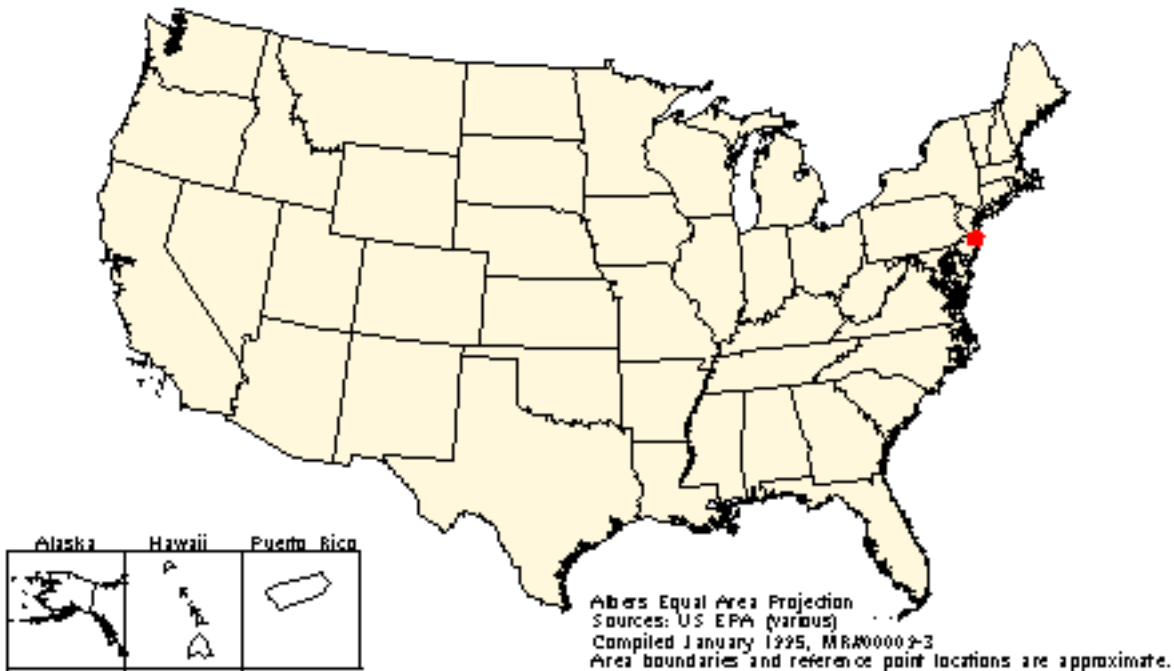 Alaska Hawaii Puerto Rico
Albers Equal Area Projection
Sources: US EPA (various)
Compiled January 1995, MR#00009-3
Area boundaries and reference point locations are approximate.